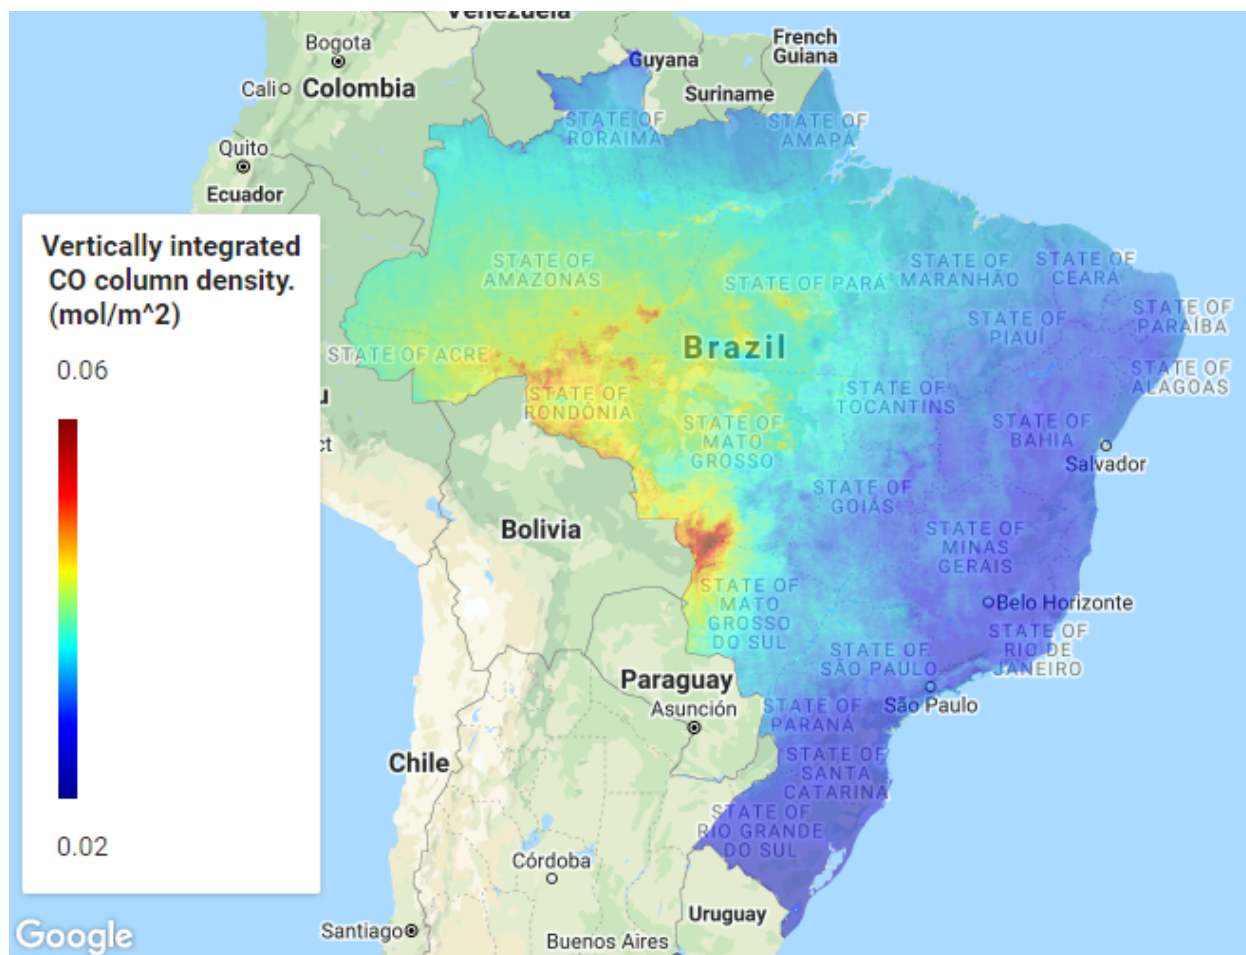 Venezuela
Bogota
Cali
Colombia
Quito
Ecuador
Guyana
French
Guiana
Suriname
STATE OF
RORAIMA
STATE OF
AMAPÁ
Vertically integrated
CO column density.
(mol/m^2)
0.06
0.02
STATE OF
AMAZONAS
STATE OF PARÁ
STATE OF
MARANHÃO
STATE OF
CEARÁ
STATE OF
PARAÍBA
STATE OF
PIAUÍ
Brazil
STATE OF ACRE
STATE OF
ALAGOAS
STATE OF
RONDÔNIA
STATE OF
TOCANTINS
STATE OF
MATO
GROSSO
STATE OF
BAHIA
Salvador
u
ct
STATE OF
GOIÁS
Bolivia
STATE OF
MINAS
GERAIS
STATE OF
MATO
GROSSO
DO SUL
Belo Horizonte
STATE OF
RIO DE
JANEIRO
STATE OF
SÃO PAULO
São Paulo
Paraguay
Asunción
STATE OF
PARANÁ
Chile
STATE OF
SANTA
CATARINA
STATE OF
RIO GRANDE
DO SUL
Córdoba
Uruguay
Santiago
Buenos Aires
Google